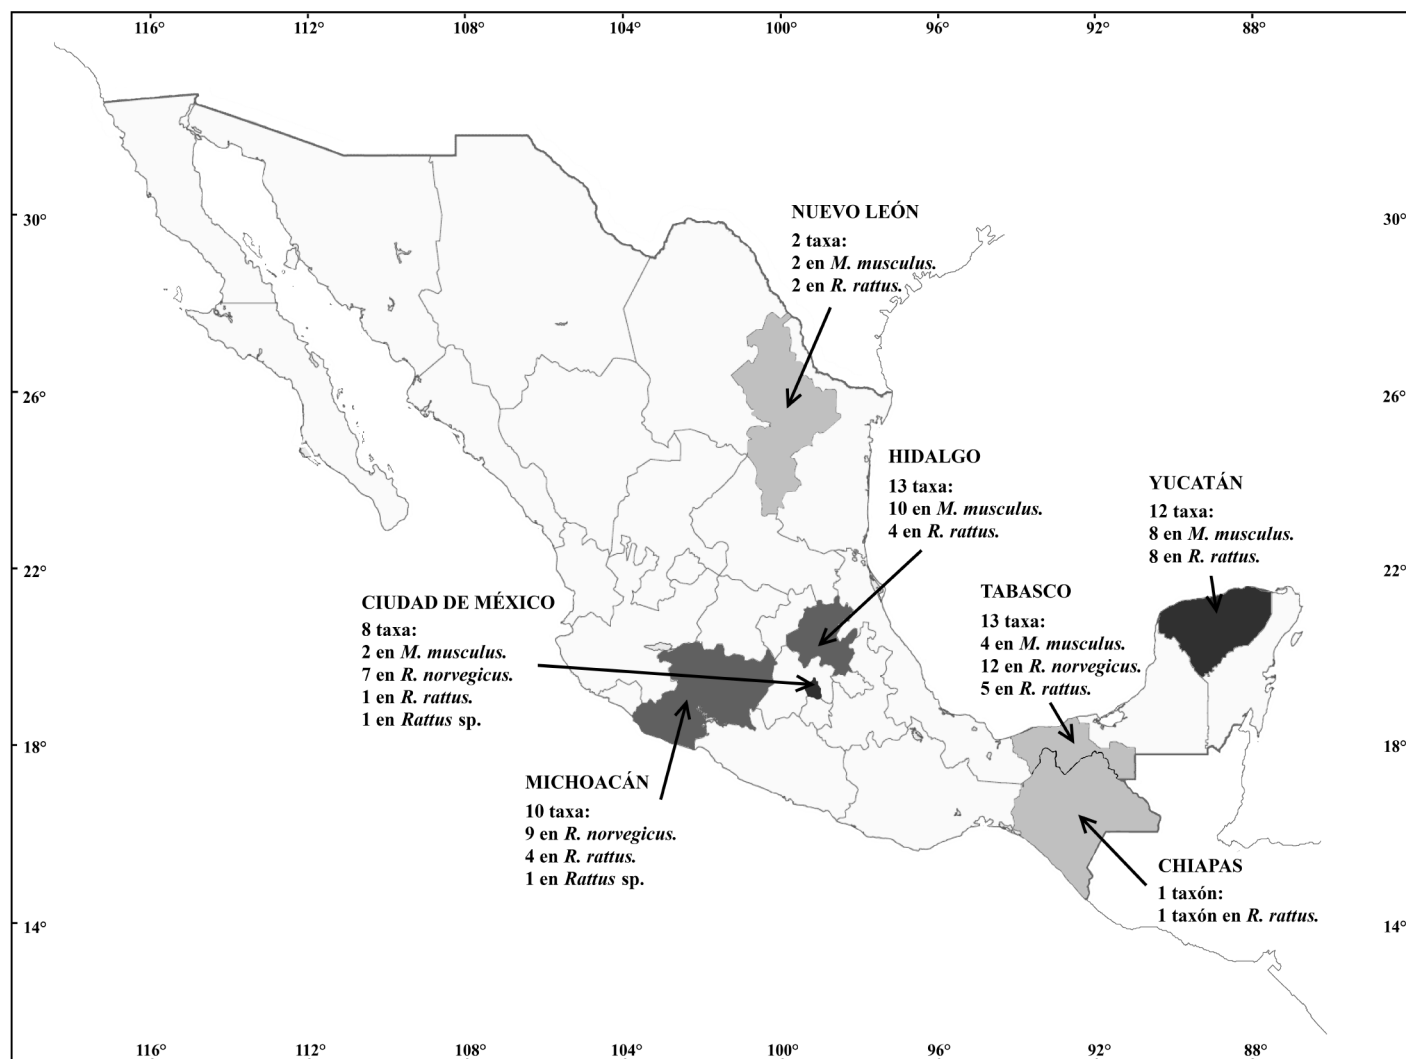 116° 112° 108° 104° 100° 96° 92° 88°
30° 30°
26° 26°
22° 22°
18° 18°
14° 14°
NUEVO LEÓN
2 taxa:
2 en M. musculus.
2 en R. rattus.
HIDALGO
13 taxa:
10 en M. musculus.
4 en R. rattus.
YUCATÁN
12 taxa:
8 en M. musculus.
8 en R. rattus.
CIUDAD DE MÉXICO
8 taxa:
2 en M. musculus.
7 en R. norvegicus.
1 en R. rattus.
1 en Rattus sp.
TABASCO
13 taxa:
4 en M. musculus.
12 en R. norvegicus.
5 en R. rattus.
MICHOACÁN
10 taxa:
9 en R. norvegicus.
4 en R. rattus.
1 en Rattus sp.
CHIAPAS
1 taxón:
1 taxón en R. rattus.
116° 112° 108° 104° 100° 96° 92° 88°